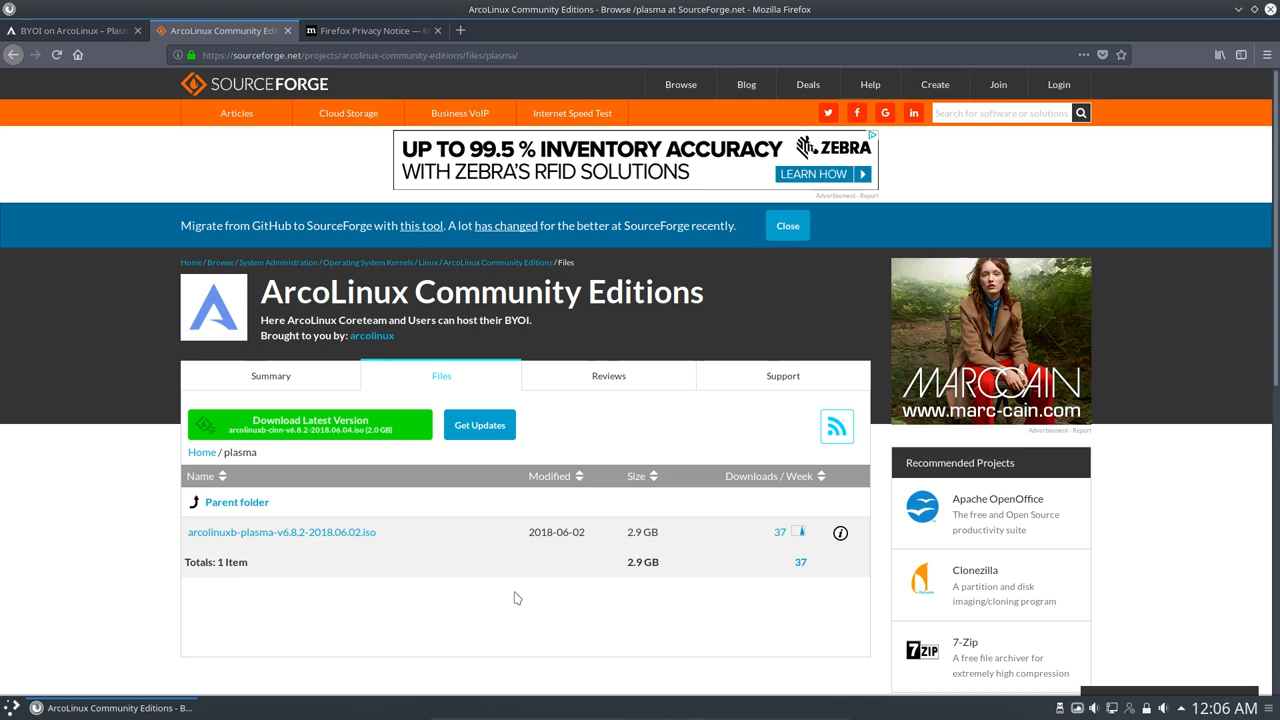 ArcoLinux Community Editions - Browse /plasma at SourceForge.net - Mozilla Firefox
BYOI on ArcoLinux – Plasm
ArcoLinux Community Edit
Firefox Privacy Notice — M
https://sourceforge.net/projects/arcolinux-community-editions/files/plasma/
SOURCEFORGE
Browse
Blog
Deals
Help
Create
Join
Login
Articles
Cloud Storage
Business VoIP
Internet Speed Test
Search for software or solutions
UP TO 99.5 % INVENTORY ACCURACY
WITH ZEBRA'S RFID SOLUTIONS
ZEBRA
LEARN HOW
Advertisement - Report
Migrate from GitHub to SourceForge with this tool. A lot has changed for the better at SourceForge recently.
Close
Home / Browse / System Administration / Operating System Kernels / Linux / ArcoLinux Community Editions / Files
ArcoLinux Community Editions
Here ArcoLinux Coreteam and Users can host their BYOI.
Brought to you by: arcolinux
MARC CAIN
www.marc-cain.com
Advertisement - Report
Summary
Files
Reviews
Support
Download Latest Version
arcolinuxb-cinn-v6.8.2-2018.06.04.iso (2.0 GB)
Get Updates
Home / plasma
Name
Modified
Size
Downloads / Week
Parent folder
arcolinuxb-plasma-v6.8.2-2018.06.02.iso
2018-06-02
2.9 GB
37
Totals: 1 Item
2.9 GB
37
Recommended Projects
Apache OpenOffice
The free and Open Source
productivity suite
Clonezilla
A partition and disk
imaging/cloning program
7-Zip
A free file archiver for
extremely high compression
ArcoLinux Community Editions - B...
12:06 AM